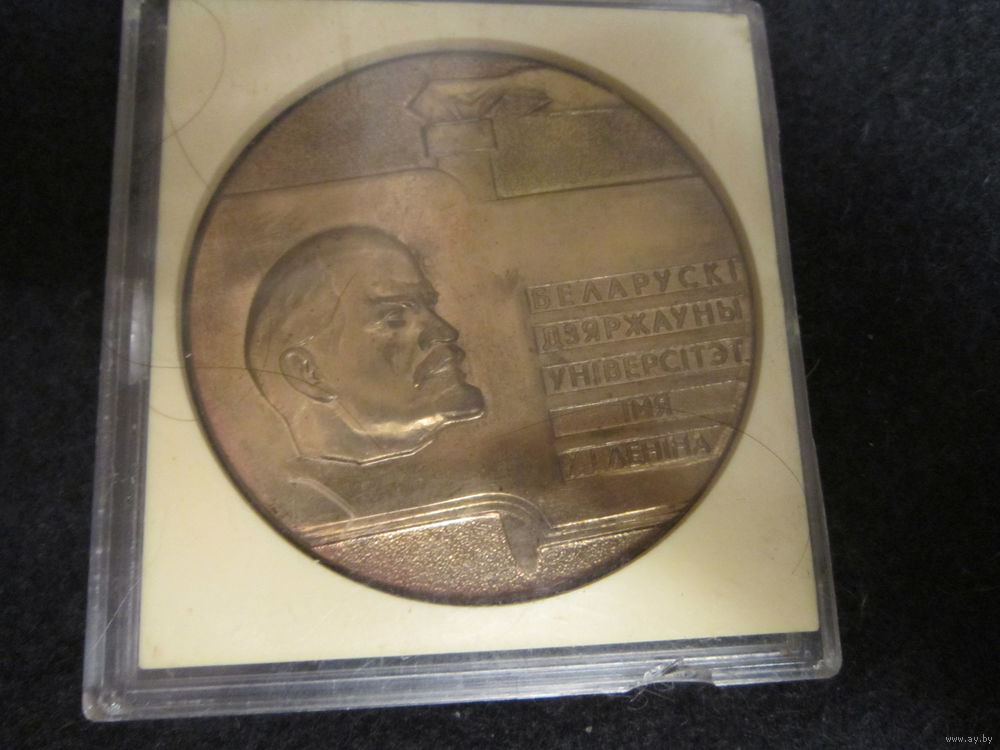 БЕЛАРУСКІ
ДЗЯРЖАЎНЫ
УНІВЕРСІТЭТ
ІМЯ
У.І.ЛЕНІНА
www.ay.by